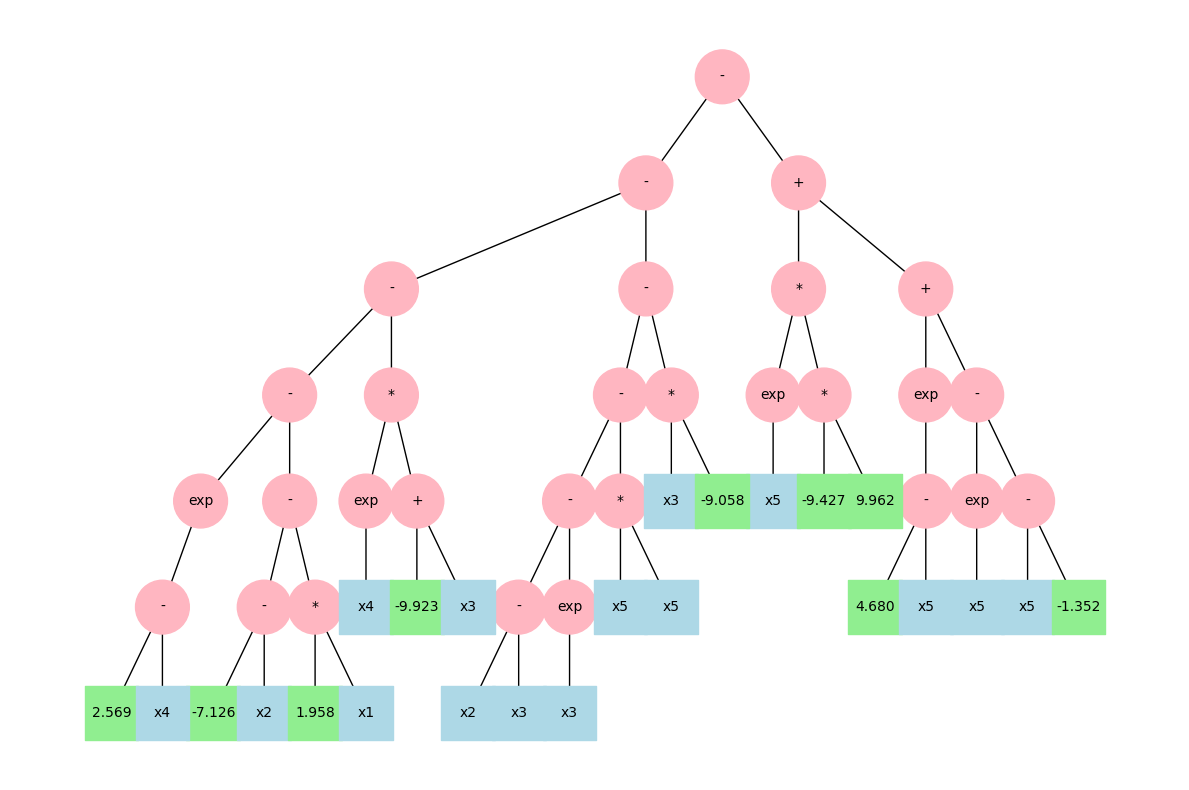 -
- +
- - * +
- * - * exp * exp -
exp - exp + - * x3 -9.058 x5 -9.427 9.962 - exp -
- - * x4 -9.923 x3 - exp x5 x5 4.680 x5 x5 x5 -1.352
2.569 x4 -7.126 x2 1.958 x1 x2 x3 x3